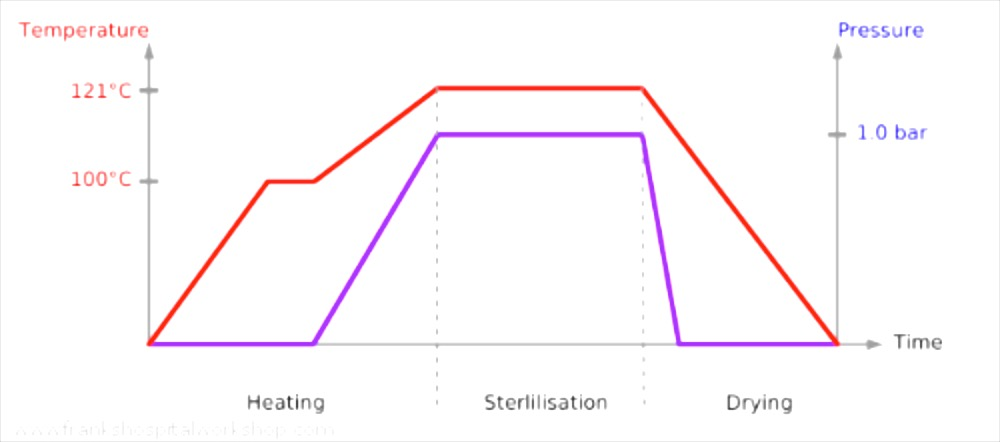 Temperature
Pressure
121°C
1.0 bar
100°C
Time
Heating
Sterlilisation
Drying
www.frankshospitalworkshop.com